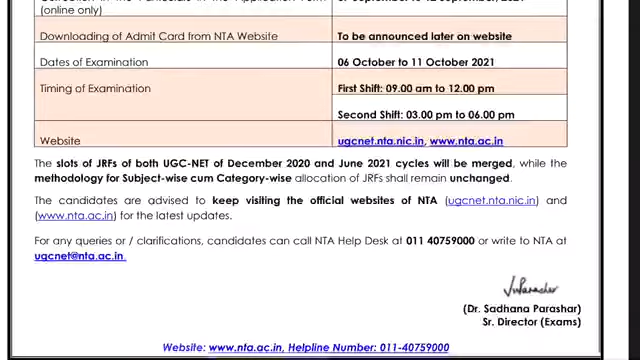 (online only)
Downloading of Admit Card from NTA Website To be announced later on website
Dates of Examination 06 October to 11 October 2021
Timing of Examination First Shift: 09.00 am to 12.00 pm
Second Shift: 03.00 pm to 06.00 pm
Website ugcnet.nta.nic.in, www.nta.ac.in
The slots of JRFs of both UGC-NET of December 2020 and June 2021 cycles will be merged, while the
methodology for Subject-wise cum Category-wise allocation of JRFs shall remain unchanged.
The candidates are advised to keep visiting the official websites of NTA (ugcnet.nta.nic.in) and
(www.nta.ac.in) for the latest updates.
For any queries or / clarifications, candidates can call NTA Help Desk at 011 40759000 or write to NTA at
ugcnet@nta.ac.in.
(Dr. Sadhana Parashar)
Sr. Director (Exams)
Website: www.nta.ac.in, Helpline Number: 011-40759000